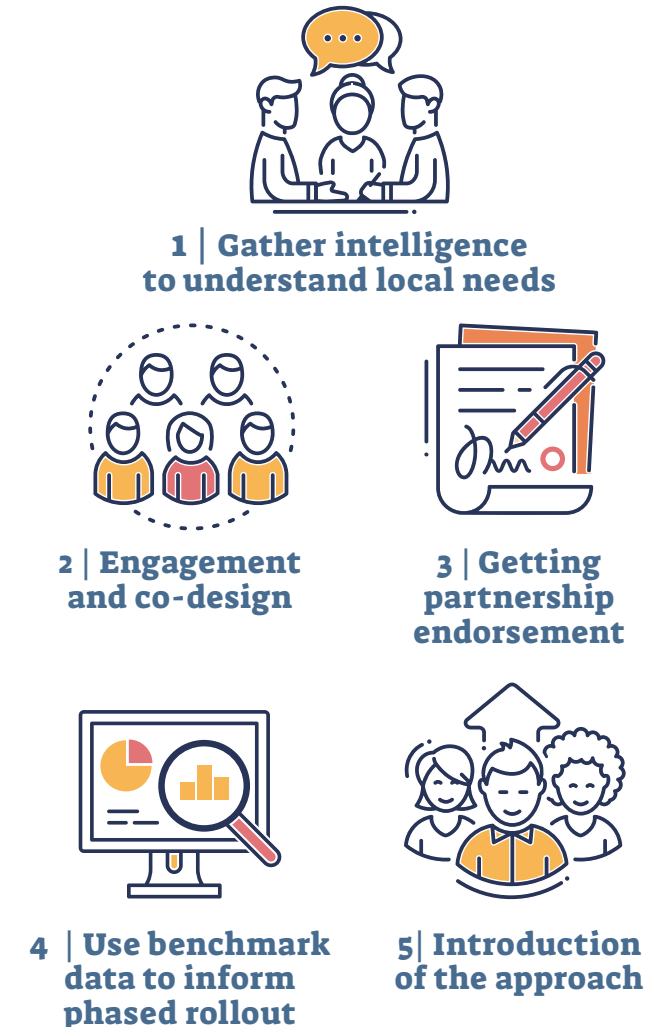 1 | Gather intelligence
to understand local needs
2 | Engagement
and co-design
3 | Getting
partnership
endorsement
4 | Use benchmark
data to inform
phased rollout
5| Introduction
of the approach